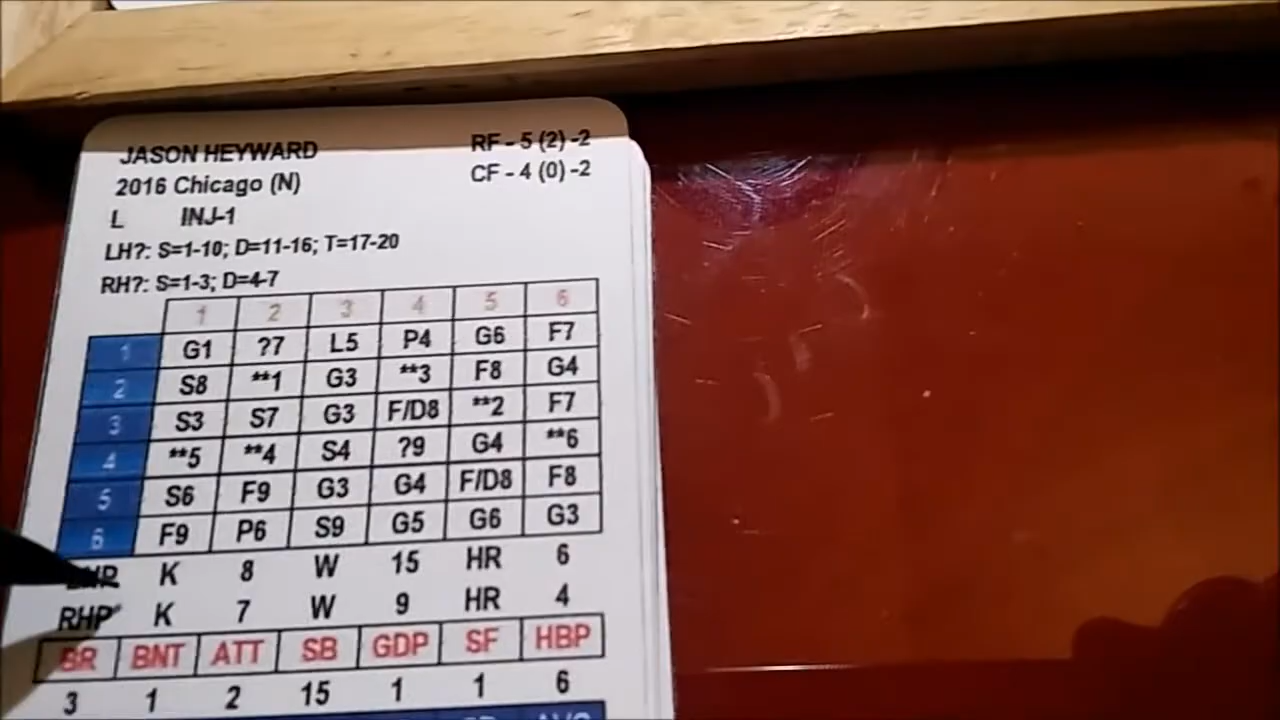 JASON HEYWARD RF - 5 (2) -2
2016 Chicago (N) CF - 4 (0) -2
L INJ-1
LH?: S=1-10; D=11-16; T=17-20
RH?: S=1-3; D=4-7
1 2 3 4 5 6
1 G1 ?7 L5 P4 G6 F7
2 S8 **1 G3 **3 F8 G4
3 S3 S7 G3 F/D8 **2 F7
4 **5 **4 S4 ?9 G4 **6
5 S6 F9 G3 G4 F/D8 F8
6 F9 P6 S9 G5 G6 G3
K 8 W 15 HR 6
RHP* K 7 W 9 HR 4
BR BNT ATT SB GDP SF HBP
3 1 2 15 1 1 6